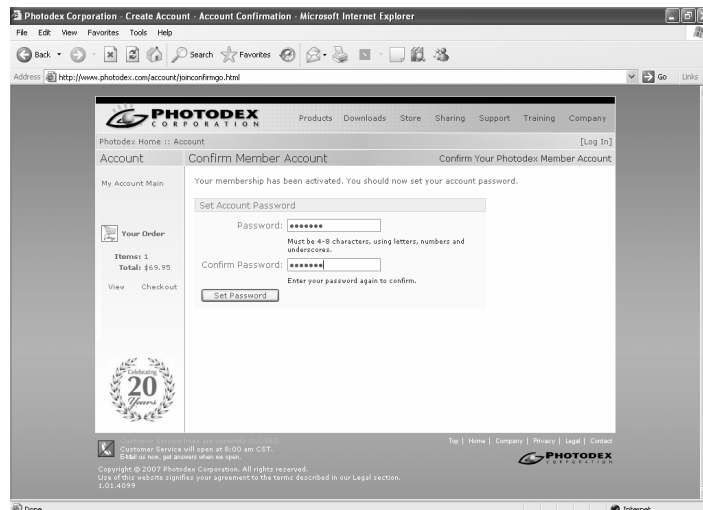 Photodex Corporation - Create Account - Account Confirmation - Microsoft Internet Explorer
File Edit View Favorites Tools Help
Back Search Favorites
Address http://www.photodex.com/account/joinconfirmgo.html Go Links
PHOTODEX
CORPORATION
Products Downloads Store Sharing Support Training Company
Photodex Home :: Account [Log In]
Account Confirm Member Account Confirm Your Photodex Member Account
My Account Main
Your membership has been activated. You should now set your account password.
Set Account Password
Password: •••••••
Must be 4-8 characters, using letters, numbers and
underscores.
Confirm Password: •••••••
Enter your password again to confirm.
Set Password
Your Order
Items: 1
Total: $69.95
View Checkout
Celebrating
20
Years
Customer Service lines are currently CLOSED.
Customer Service will open at 8:00 am CST.
E-Mail us now, get answers when we open.
Top | Home | Company | Privacy | Legal | Contact
PHOTODEX
CORPORATION
Copyright © 2007 Photodex Corporation. All rights reserved.
Use of this website signifies your agreement to the terms described in our Legal section.
1.01.4099
Done Internet